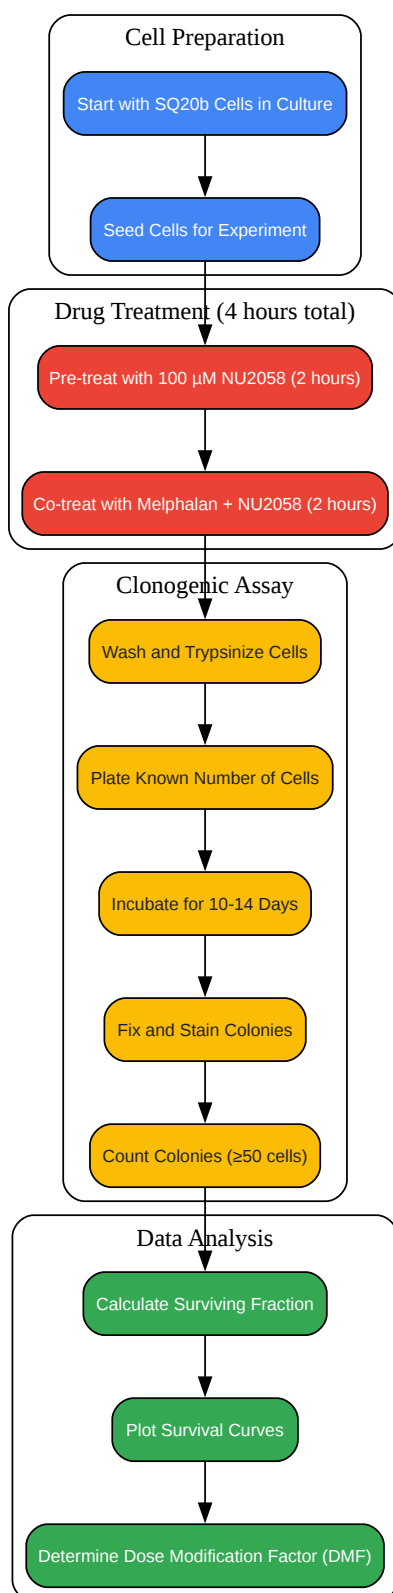 Cell Preparation
Start with SQ20b Cells in Culture
Seed Cells for Experiment
Drug Treatment (4 hours total)
Pre-treat with 100 µM NU2058 (2 hours)
Co-treat with Melphalan + NU2058 (2 hours)
Clonogenic Assay
Wash and Trypsinize Cells
Plate Known Number of Cells
Incubate for 10-14 Days
Fix and Stain Colonies
Count Colonies (≥50 cells)
Data Analysis
Calculate Surviving Fraction
Plot Survival Curves
Determine Dose Modification Factor (DMF)